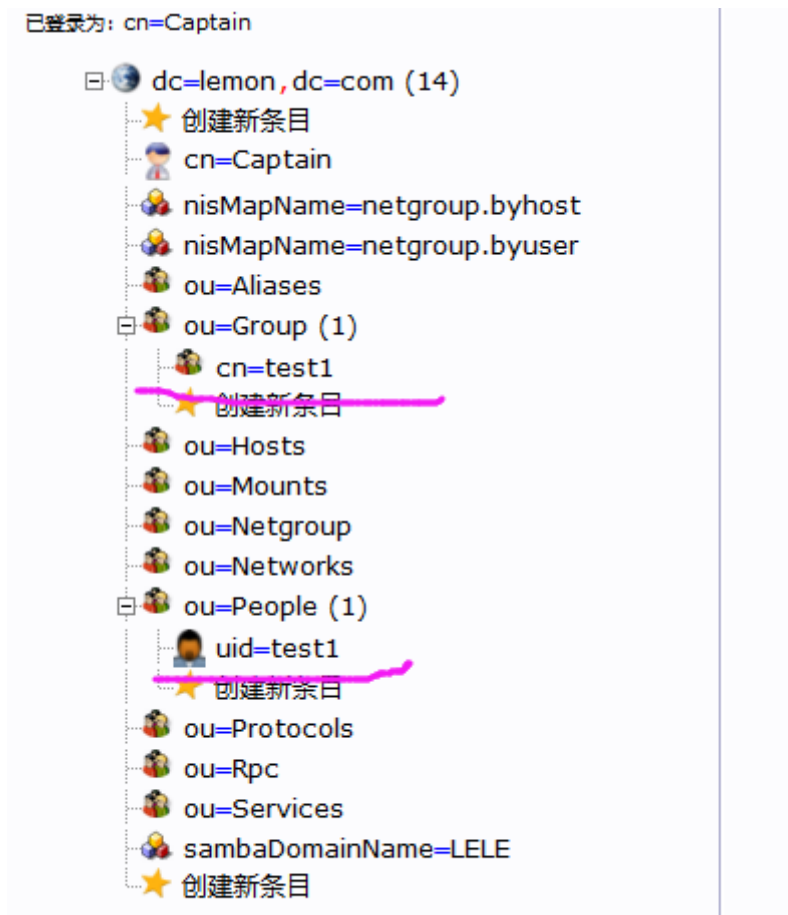 已登录为: cn=Captain
dc=lemon,dc=com (14)
创建新条目
cn=Captain
nisMapName=netgroup.byhost
nisMapName=netgroup.byuser
ou=Aliases
ou=Group (1)
cn=test1
创建新条目
ou=Hosts
ou=Mounts
ou=Netgroup
ou=Networks
ou=People (1)
uid=test1
创建新条目
ou=Protocols
ou=Rpc
ou=Services
sambaDomainName=LELE
创建新条目